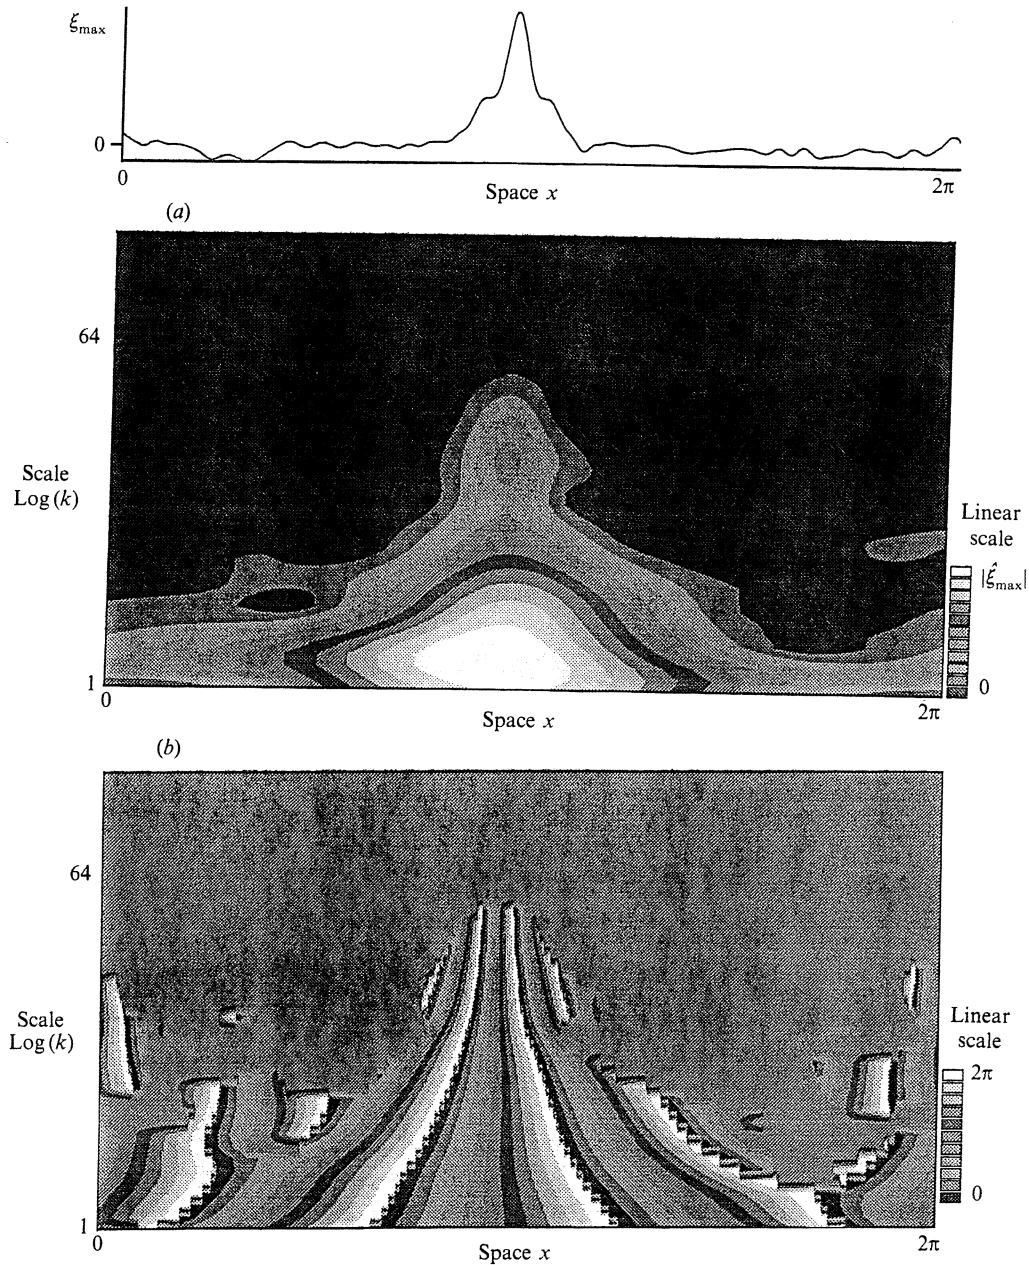 ξmax
0
0
Space x
2π
(a)
64
Scale
Log (k)
1
0
Space x
2π
Linear
scale
|ξ̂max|
0
(b)
64
Scale
Log (k)
1
0
Space x
2π
Linear
scale
2π
0